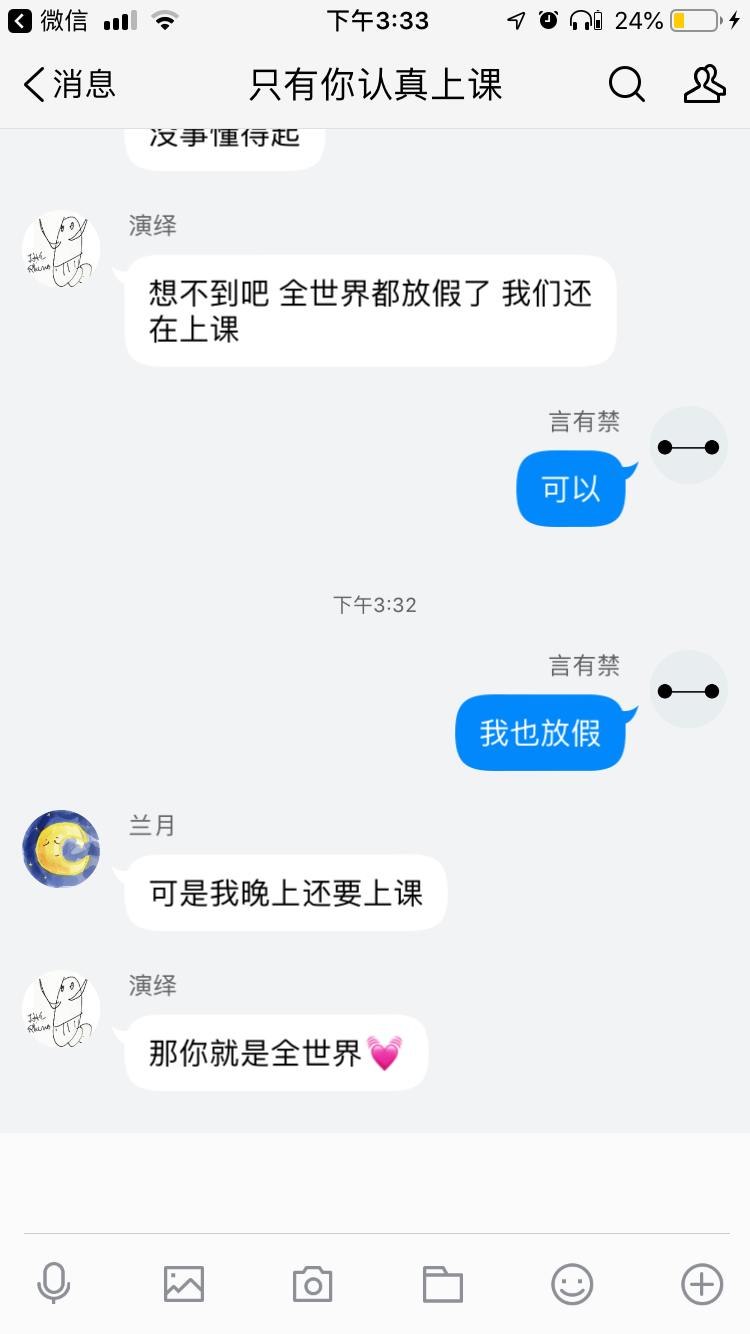 微信
下午3:33
24%
消息
只有你认真上课
没事懂得起
演绎
想不到吧 全世界都放假了 我们还
在上课
言有禁
可以
下午3:32
言有禁
我也放假
兰月
可是我晚上还要上课
演绎
那你就是全世界💓